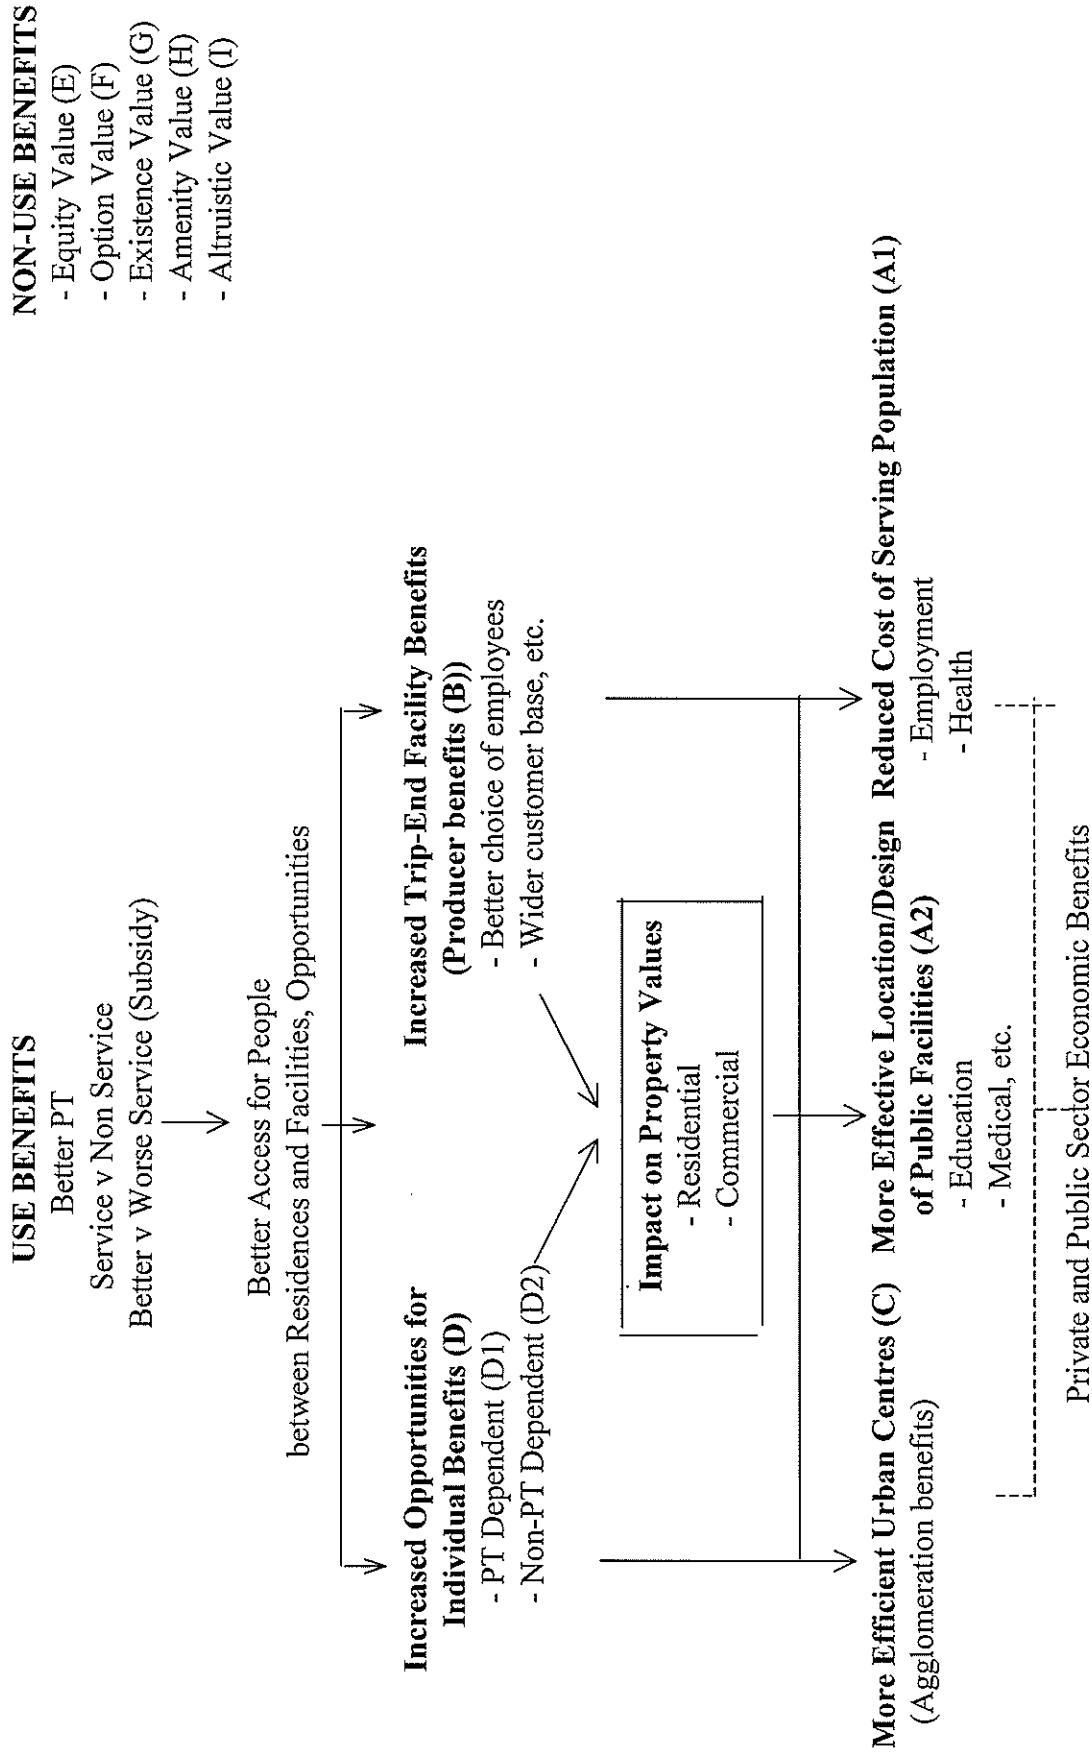 USE BENEFITS
Better PT
Service v Non Service
Better v Worse Service (Subsidy)
NON-USE BENEFITS
- Equity Value (E)
- Option Value (F)
- Existence Value (G)
- Amenity Value (H)
- Altruistic Value (I)
Better Access for People
between Residences and Facilities, Opportunities
Increased Opportunities for
Individual Benefits (D)
- PT Dependent (D1)
- Non-PT Dependent (D2)
Increased Trip-End Facility Benefits
(Producer benefits (B))
- Better choice of employees
- Wider customer base, etc.
Impact on Property Values
- Residential
- Commercial
More Efficient Urban Centres (C)
(Agglomeration benefits)
More Effective Location/Design
of Public Facilities (A2)
- Education
- Medical, etc.
Reduced Cost of Serving Population (A1)
- Employment
- Health
Private and Public Sector Economic Benefits